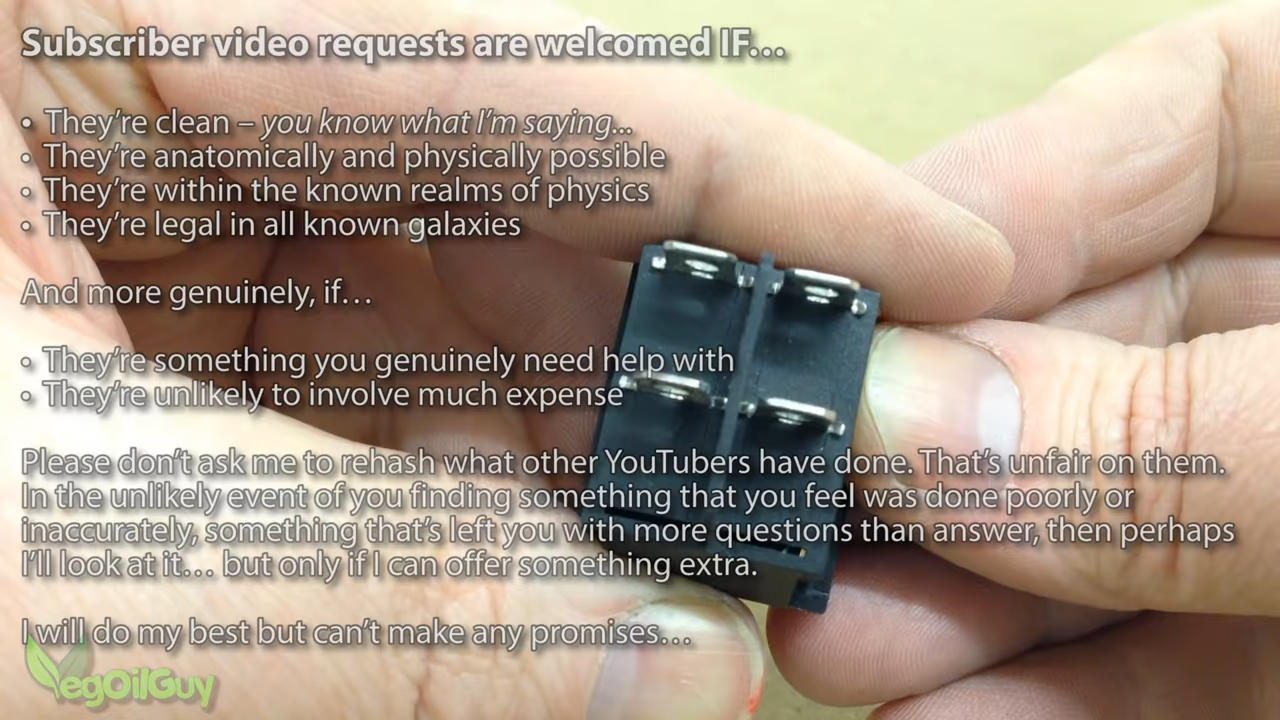 Subscriber video requests are welcomed IF…
• They're clean – you know what I'm saying...
• They're anatomically and physically possible
• They're within the known realms of physics
• They're legal in all known galaxies
And more genuinely, if…
• They're something you genuinely need help with
• They're unlikely to involve much expense
Please don't ask me to rehash what other YouTubers have done. That's unfair on them.
In the unlikely event of you finding something that you feel was done poorly or
inaccurately, something that's left you with more questions than answer, then perhaps
I'll look at it… but only if I can offer something extra.
I will do my best but can't make any promises…
VegOilGuy